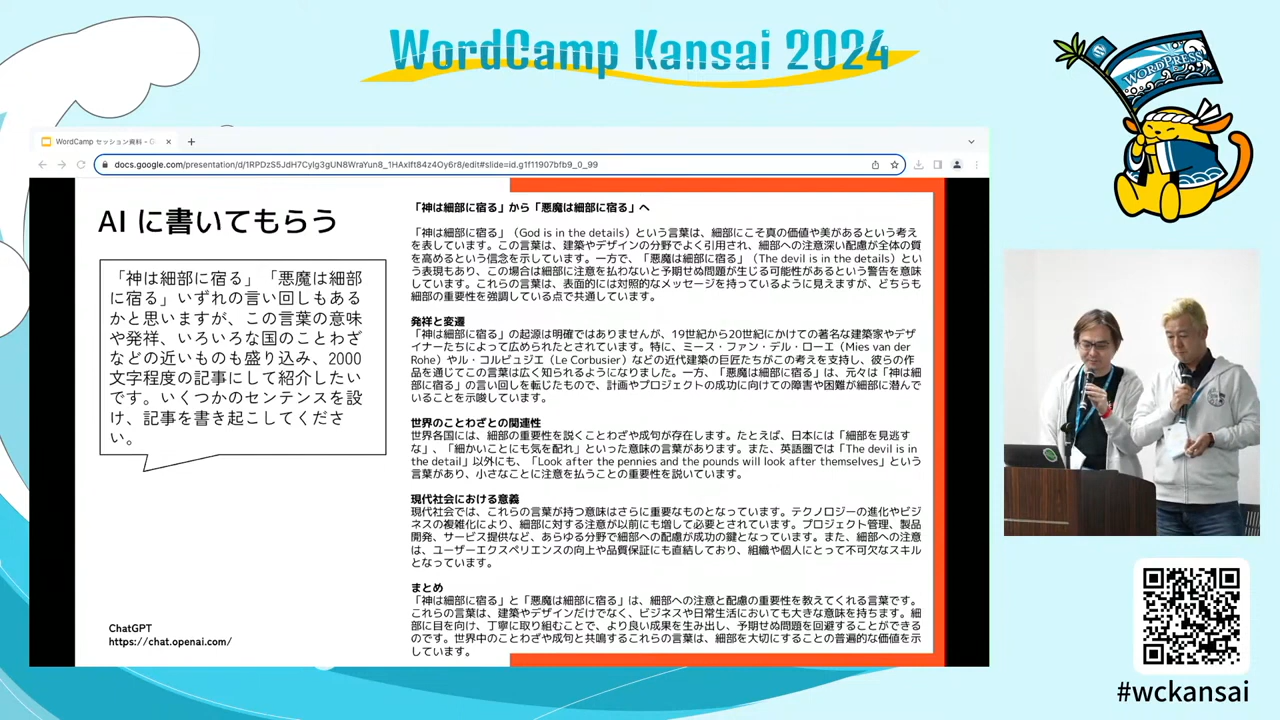 WordCamp Kansai 2024
WORDPRESS
WordCamp セッション資料 - G
docs.google.com/presentation/d/1RPDzS5JdH7Cylg3gUN8WraYun8_1HAxIft84z4Oy6r8/edit#slide=id.g1f11907bfb9_0_99
AI に書いてもらう
「神は細部に宿る」「悪魔は細部
に宿る」いずれの言い回しもある
かと思いますが、この言葉の意味
や発祥、いろいろな国のことわざ
などの近いものも盛り込み、2000
文字程度の記事にして紹介したい
です。いくつかのセンテンスを設
け、記事を書き起こしてくださ
い。
ChatGPT
https://chat.openai.com/
「神は細部に宿る」から「悪魔は細部に宿る」へ
「神は細部に宿る」（God is in the details）という言葉は、細部にこそ真の価値や美があるという考え
を表しています。この言葉は、建築やデザインの分野でよく引用され、細部への注意深い配慮が全体の質
を高めるという信念を示しています。一方で、「悪魔は細部に宿る」（The devil is in the details）とい
う表現もあり、この場合は細部に注意を払わないと予期せぬ問題が生じる可能性があるという警告を意味
しています。これらの言葉は、表面的には対照的なメッセージを持っているように見えますが、どちらも
細部の重要性を強調している点で共通しています。
発祥と変遷
「神は細部に宿る」の起源は明確ではありませんが、19世紀から20世紀にかけての著名な建築家やデザ
イナーたちによって広められたとされています。特に、ミース・ファン・デル・ローエ（Mies van der
Rohe）やル・コルビュジエ（Le Corbusier）などの近代建築の巨匠たちがこの考えを支持し、彼らの作
品を通じてこの言葉は広く知られるようになりました。一方、「悪魔は細部に宿る」は、元々は「神は細
部に宿る」の言い回しを転じたもので、計画やプロジェクトの成功に向けての障害や困難が細部に潜んで
いることを示唆しています。
世界のことわざとの関連性
世界各国には、細部の重要性を説くことわざや成句が存在します。たとえば、日本には「細部を見逃す
な」、「細かいことにも気を配れ」といった意味の言葉があります。また、英語圏では「The devil is in
the detail」以外にも、「Look after the pennies and the pounds will look after themselves」という
言葉があり、小さなことに注意を払うことの重要性を説いています。
現代社会における意義
現代社会では、これらの言葉が持つ意味はさらに重要なものとなっています。テクノロジーの進化やビジ
ネスの複雑化により、細部に対する注意が以前にも増して必要とされています。プロジェクト管理、製品
開発、サービス提供など、あらゆる分野で細部への配慮が成功の鍵となっています。また、細部への注意
は、ユーザーエクスペリエンスの向上や品質保証にも直結しており、組織や個人にとって不可欠なスキル
となっています。
まとめ
「神は細部に宿る」と「悪魔は細部に宿る」は、細部への注意と配慮の重要性を教えてくれる言葉です。
これらの言葉は、建築やデザインだけでなく、ビジネスや日常生活においても大きな意味を持ちます。細
部に目を向け、丁寧に取り組むことで、より良い成果を生み出し、予期せぬ問題を回避することができる
のです。世界中のことわざや成句と共鳴するこれらの言葉は、細部を大切にすることの普遍的な価値を示
しています。
#wckansai